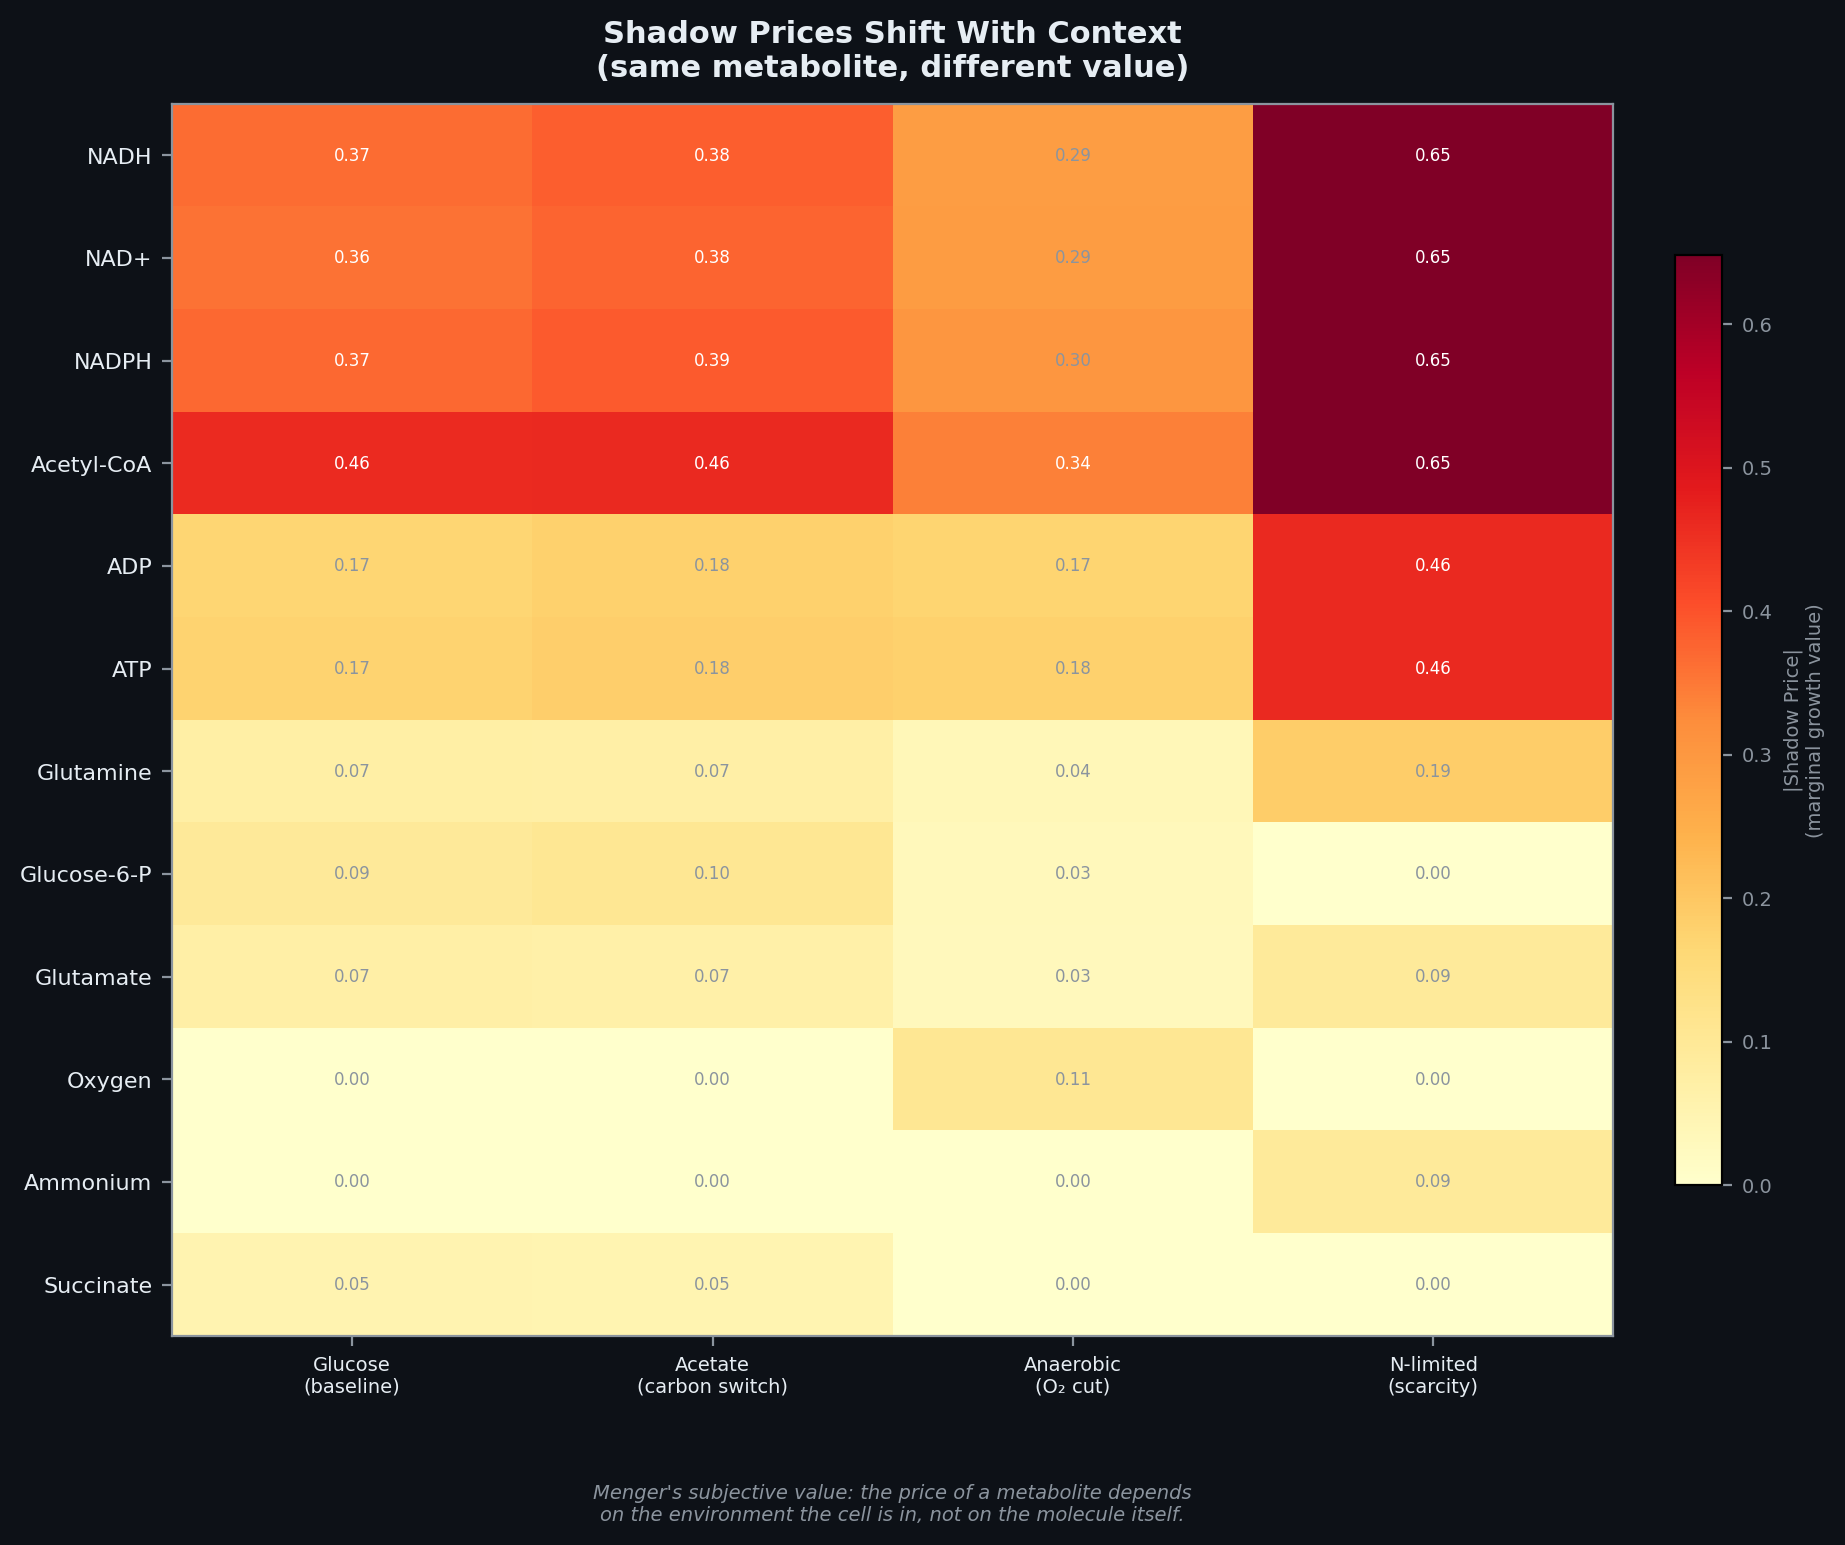 Shadow Prices Shift With Context
(same metabolite, different value)
NADH 0.37 0.38 0.29 0.65
NAD+ 0.36 0.38 0.29 0.65
NADPH 0.37 0.39 0.30 0.65
Acetyl-CoA 0.46 0.46 0.34 0.65
ADP 0.17 0.18 0.17 0.46
ATP 0.17 0.18 0.18 0.46
Glutamine 0.07 0.07 0.04 0.19
Glucose-6-P 0.09 0.10 0.03 0.00
Glutamate 0.07 0.07 0.03 0.09
Oxygen 0.00 0.00 0.11 0.00
Ammonium 0.00 0.00 0.00 0.09
Succinate 0.05 0.05 0.00 0.00
Glucose
(baseline)
Acetate
(carbon switch)
Anaerobic
(O₂ cut)
N-limited
(scarcity)
0.6
0.5
0.4
0.3
0.2
0.1
0.0
|Shadow Price|
(marginal growth value)
Menger's subjective value: the price of a metabolite depends
on the environment the cell is in, not on the molecule itself.